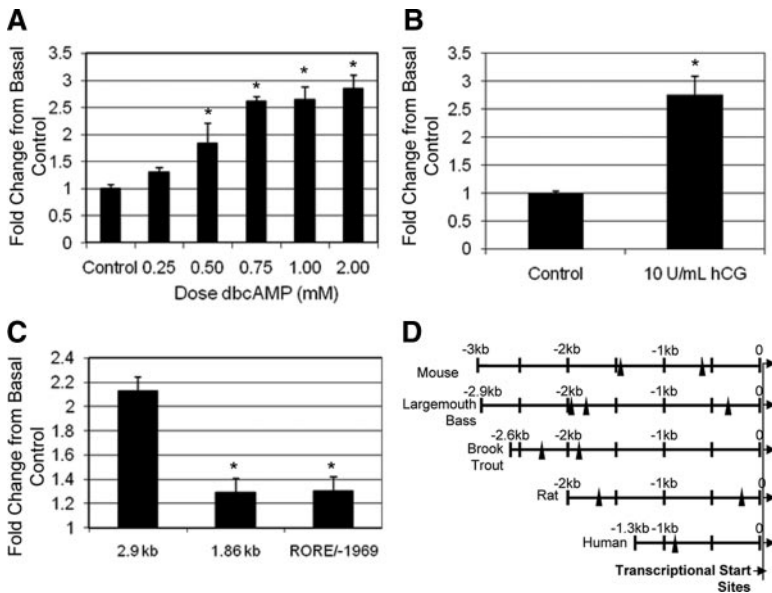 A
Fold Change from Basal
Control
3.5
3
2.5
2
1.5
1
0.5
0
*
*
*
*
Control 0.25 0.50 0.75 1.00 2.00
Dose dbcAMP (mM)
B
Fold Change from Basal
Control
3.5
3
2.5
2
1.5
1
0.5
0
*
Control 10 U/mL hCG
C
Fold Change from Basal
Control
2.4
2.2
2
1.8
1.6
1.4
1.2
1
*
*
2.9 kb 1.86 kb RORE/-1969
D
-3kb -2kb -1kb 0
Mouse
-2.9kb -2kb -1kb 0
Largemouth
Bass
-2.6kb -2kb -1kb 0
Brook
Trout
-2kb -1kb 0
Rat
-1.3kb -1kb 0
Human
Transcriptional Start
Sites